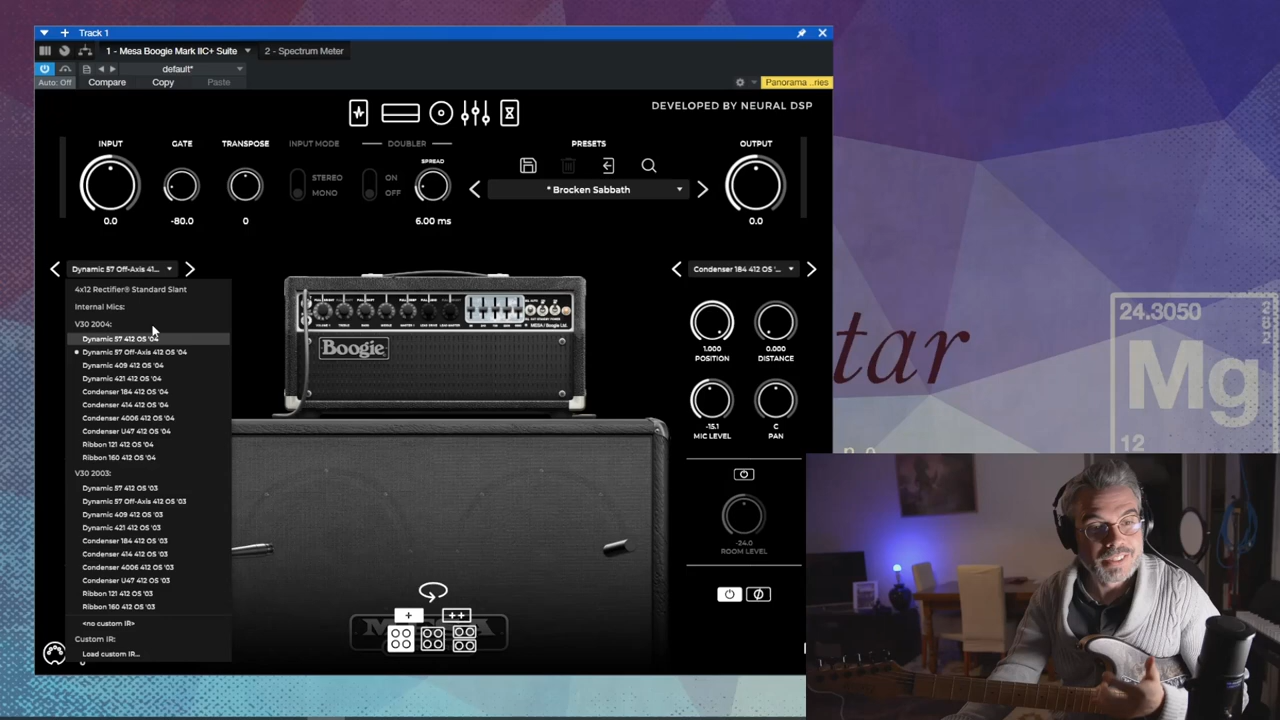 Track 1
1 - Mesa Boogie Mark IIC+ Suite
2 - Spectrum Meter
default*
Auto: Off
Compare
Copy
Paste
Panorama ...ries
DEVELOPED BY NEURAL DSP
INPUT
GATE
TRANSPOSE
INPUT MODE
DOUBLER
PRESETS
OUTPUT
STEREO
MONO
ON
OFF
SPREAD
* Brocken Sabbath
0.0
-80.0
0
6.00 ms
0.0
Dynamic 57 Off-Axis 41...
Condenser 184 412 OS '...
4x12 Rectifier® Standard Slant
Internal Mics:
V30 2004:
Dynamic 57 412 OS '04
Dynamic 57 Off-Axis 412 OS '04
Dynamic 409 412 OS '04
Dynamic 421 412 OS '04
Condenser 184 412 OS '04
Condenser 414 412 OS '04
Condenser 4006 412 OS '04
Condenser U47 412 OS '04
Ribbon 121 412 OS '04
Ribbon 160 412 OS '04
V30 2003:
Dynamic 57 412 OS '03
Dynamic 57 Off-Axis 412 OS '03
Dynamic 409 412 OS '03
Dynamic 421 412 OS '03
Condenser 184 412 OS '03
Condenser 414 412 OS '03
Condenser 4006 412 OS '03
Condenser U47 412 OS '03
Ribbon 121 412 OS '03
Ribbon 160 412 OS '03
<no custom IR>
Custom IR:
Load custom IR...
Boogie
MESA/Boogie Ltd.
1.000
POSITION
0.000
DISTANCE
-15.1
MIC LEVEL
C
PAN
-24.0
ROOM LEVEL
+
++
MESA
tar
24.3050
Mg
12